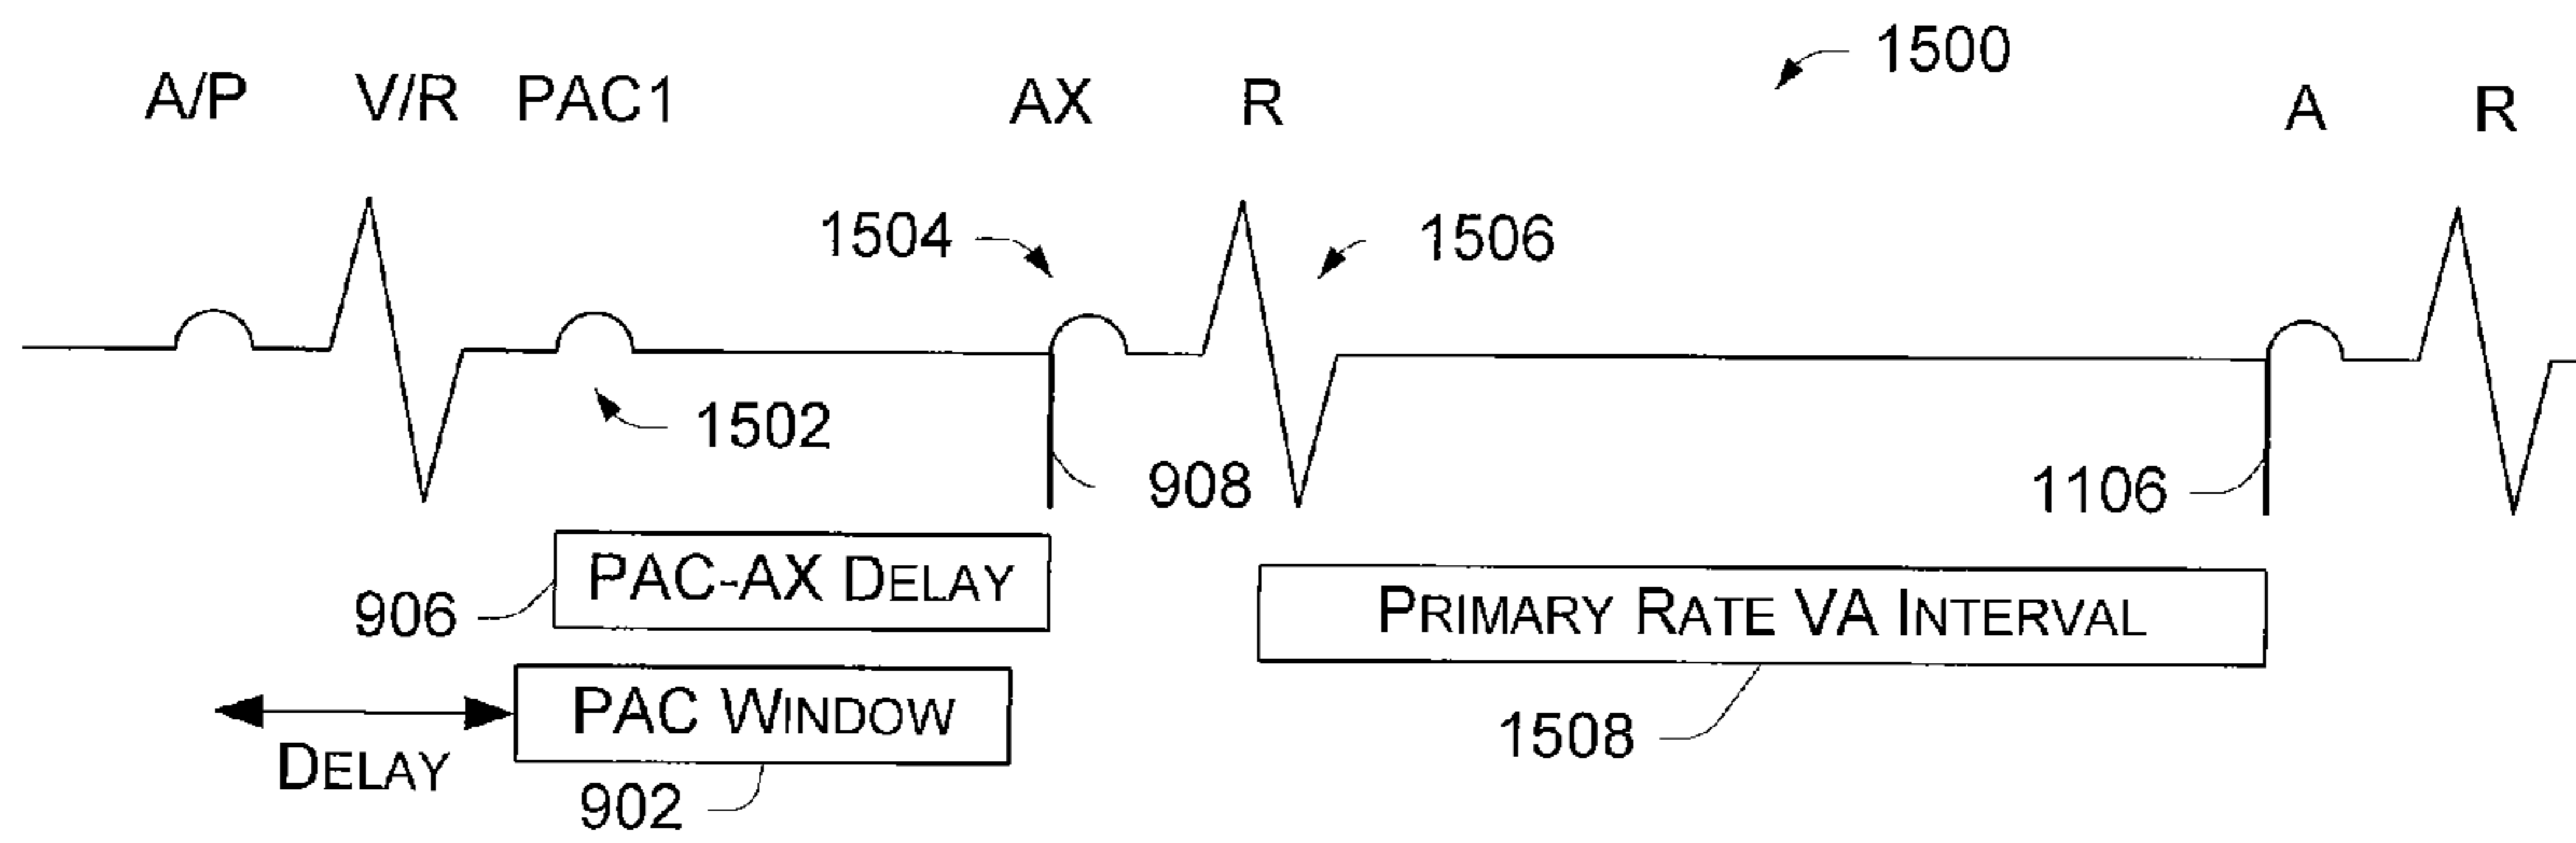 1500
A/P V/R PAC1 AX R A R
1504 1506
1502
908 1106
PAC-AX DELAY
906
PRIMARY RATE VA INTERVAL
PAC WINDOW
DELAY
1508
902